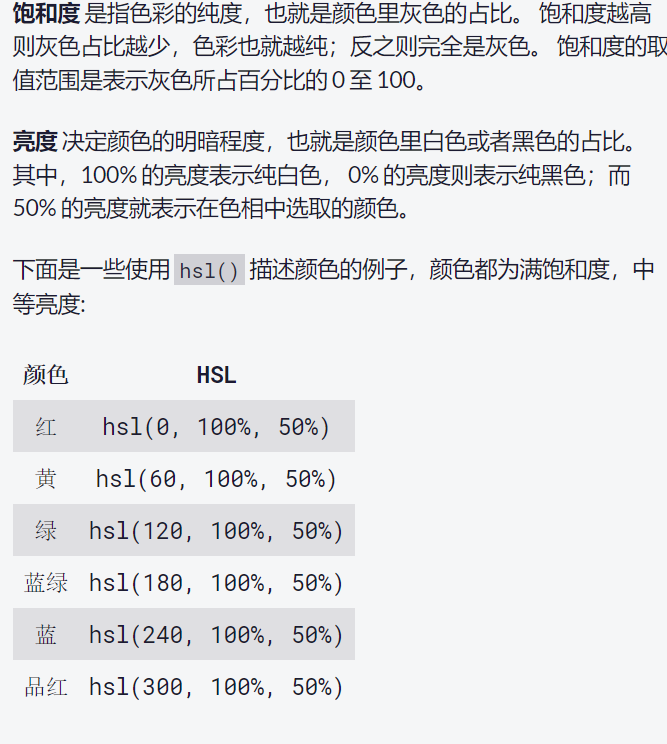 饱和度 是指色彩的纯度，也就是颜色里灰色的占比。 饱和度越高
则灰色占比越少，色彩也就越纯；反之则完全是灰色。 饱和度的取
值范围是表示灰色所占百分比的 0 至 100。
亮度 决定颜色的明暗程度，也就是颜色里白色或者黑色的占比。
其中，100% 的亮度表示纯白色， 0% 的亮度则表示纯黑色；而
50% 的亮度就表示在色相中选取的颜色。
下面是一些使用 hsl() 描述颜色的例子，颜色都为满饱和度，中
等亮度:
颜色 HSL
红 hsl(0, 100%, 50%)
黄 hsl(60, 100%, 50%)
绿 hsl(120, 100%, 50%)
蓝绿 hsl(180, 100%, 50%)
蓝 hsl(240, 100%, 50%)
品红 hsl(300, 100%, 50%)